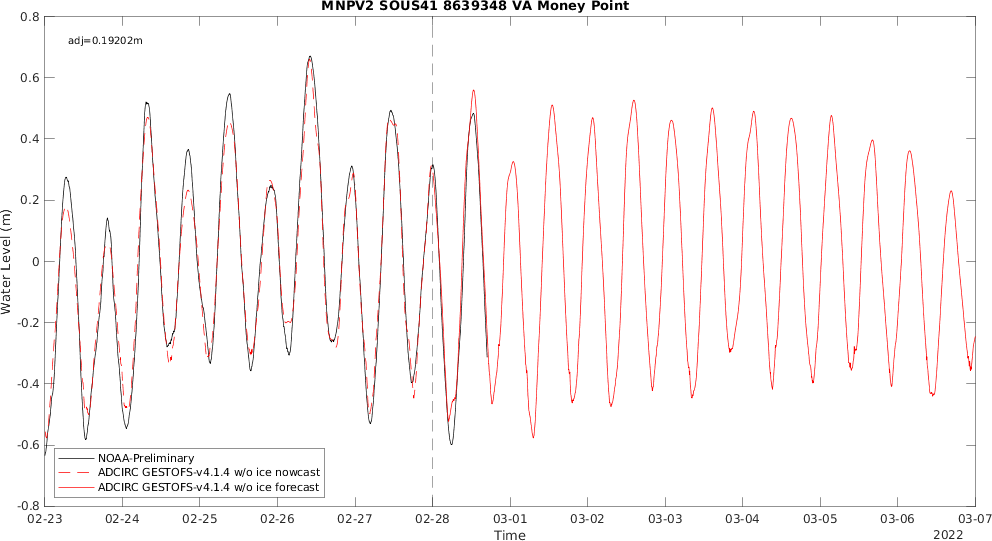 MNPV2 SOUS41 8639348 VA Money Point
adj=0.19202m
0.8
0.6
0.4
0.2
0
-0.2
-0.4
-0.6
-0.8
Water Level (m)
NOAA-Preliminary
ADCIRC GESTOFS-v4.1.4 w/o ice nowcast
ADCIRC GESTOFS-v4.1.4 w/o ice forecast
02-23 02-24 02-25 02-26 02-27 02-28 03-01 03-02 03-03 03-04 03-05 03-06 03-07
Time
2022